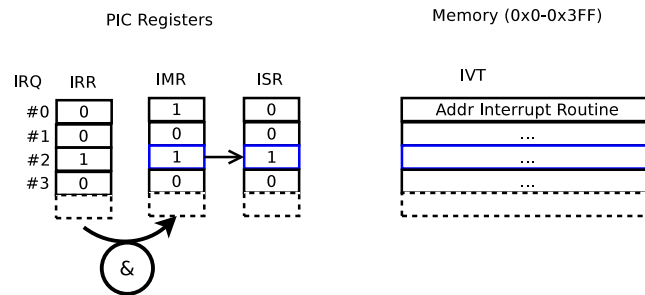 PIC Registers
Memory (0x0-0x3FF)
IRQ IRR IMR ISR IVT
#0 0 1 0 Addr Interrupt Routine
#1 0 0 0 ...
#2 1 1 1 ...
#3 0 0 0 ...
&